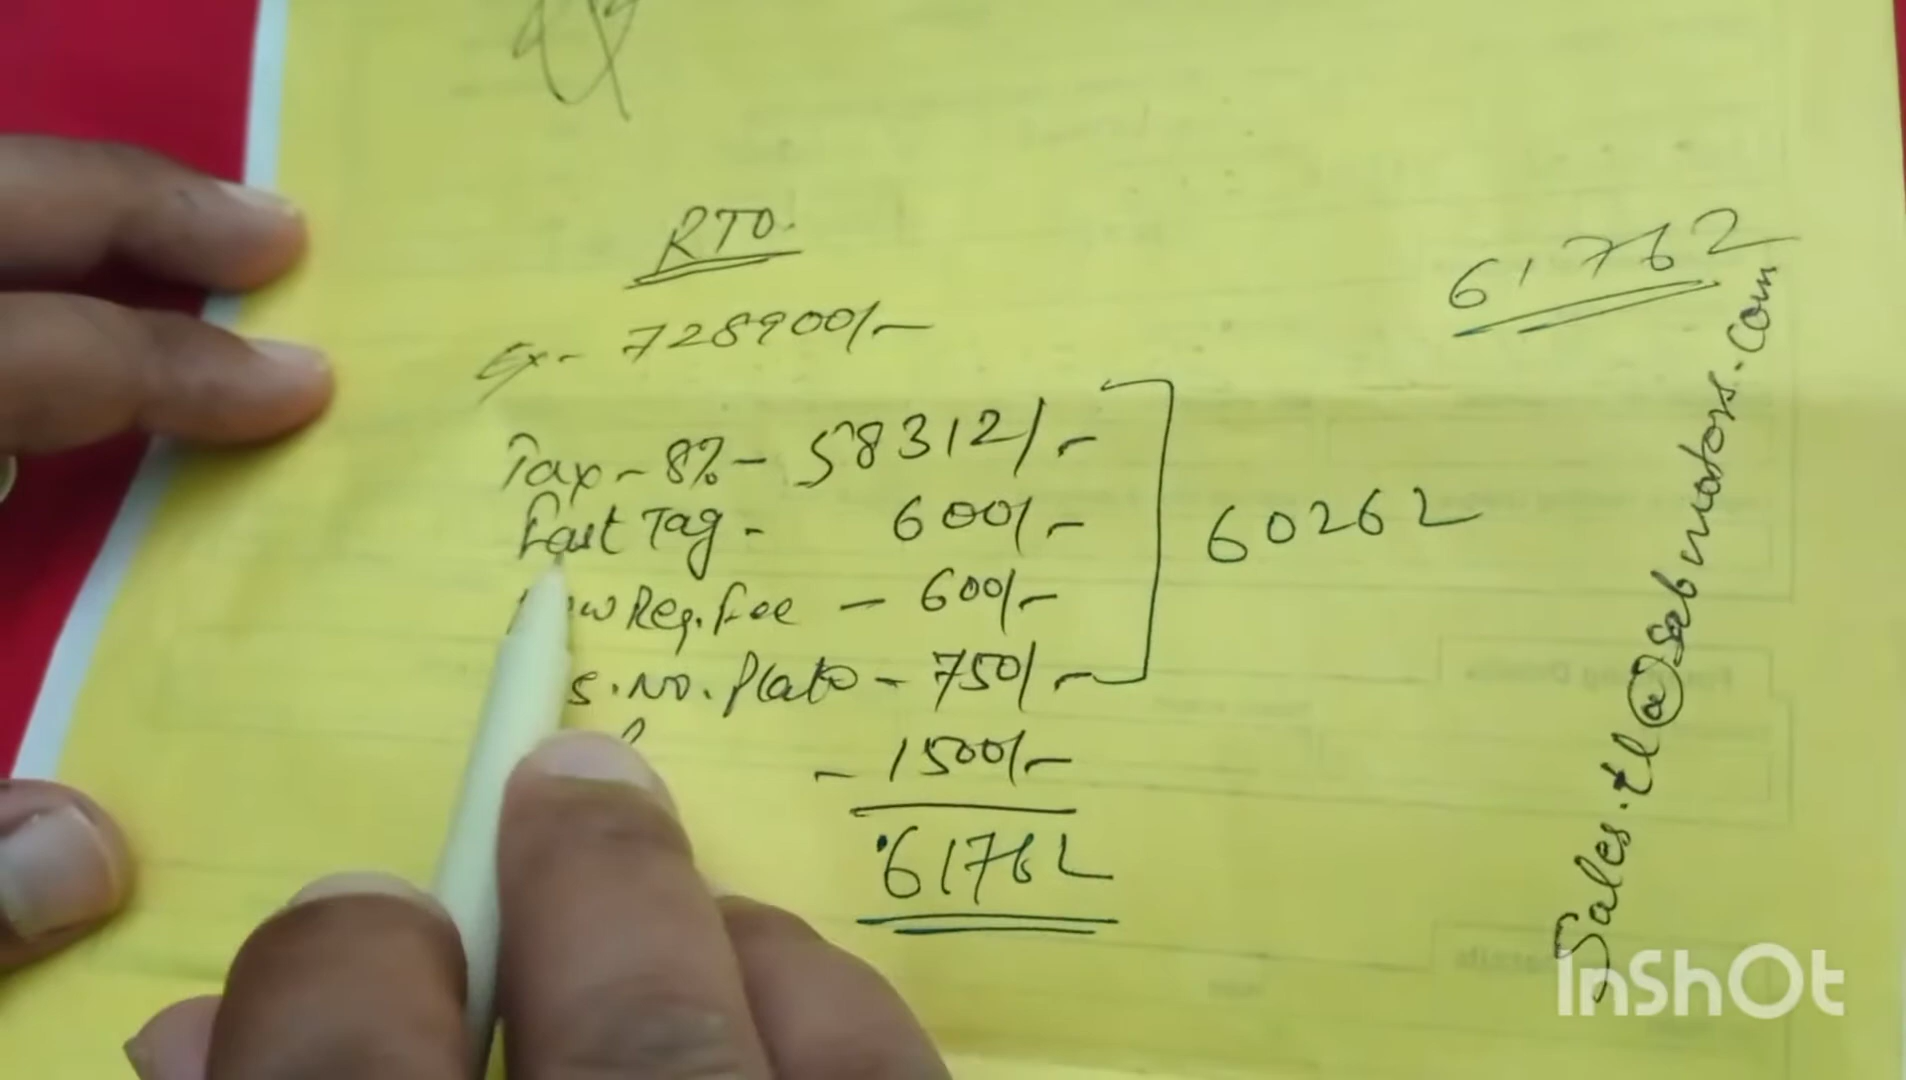 RTO.
Ex- 728900/-
Tax - 8% - 58312/-
Fast Tag - 600/-
Reg. fee - 600/-
S. No. Plate - 750/-
- 1500/-
61762
60262
61762
Sales.tl@sabmotors.com
InShOt